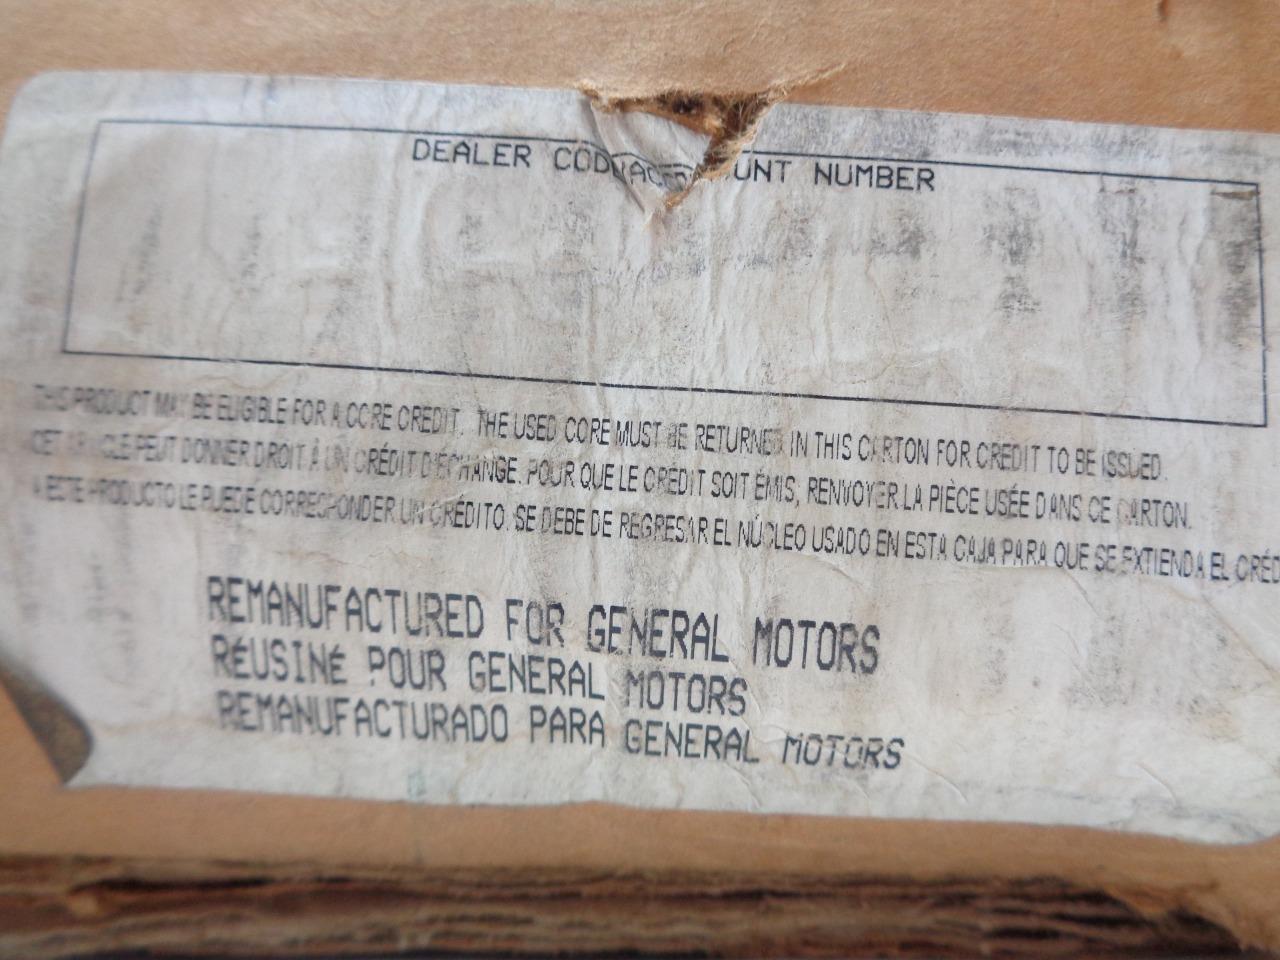 DEALER CODE/ACCOUNT NUMBER
THIS PRODUCT MAY BE ELIGIBLE FOR A CORE CREDIT. THE USED CORE MUST BE RETURNED IN THIS CARTON FOR CREDIT TO BE ISSUED.
CET ARTICLE PEUT DONNER DROIT À UN CRÉDIT D'ÉCHANGE. POUR QUE LE CRÉDIT SOIT ÉMIS, RENVOYER LA PIÈCE USÉE DANS CE CARTON.
A ESTE PRODUCTO LE PUEDE CORRESPONDER UN CRÉDITO. SE DEBE DE REGRESAR EL NÚCLEO USADO EN ESTA CAJA PARA QUE SE EXTIENDA EL CRÉD
REMANUFACTURED FOR GENERAL MOTORS
RÉUSINÉ POUR GENERAL MOTORS
REMANUFACTURADO PARA GENERAL MOTORS